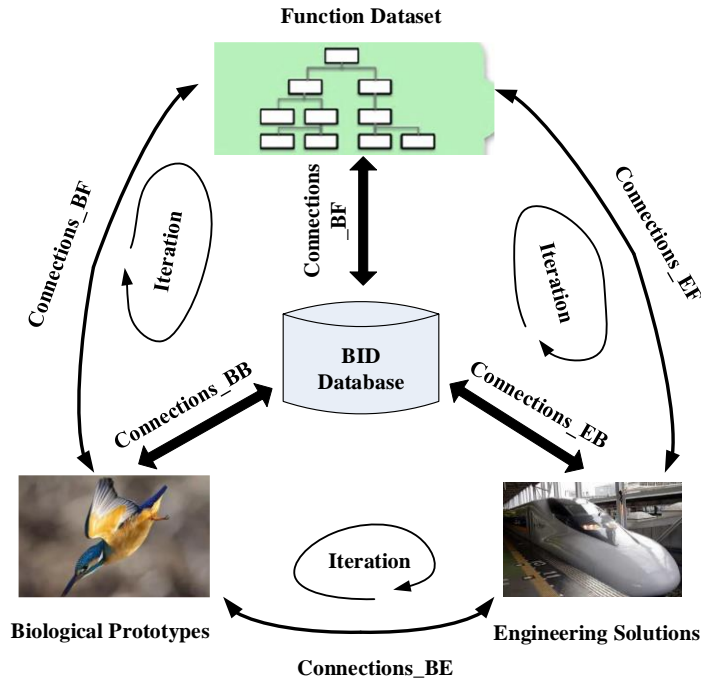 Function Dataset
Connections_BF
Iteration
Connections
_BF
Iteration
Connections_EF
BID
Database
Connections_BB
Connections_EB
Iteration
Biological Prototypes
Engineering Solutions
Connections_BE